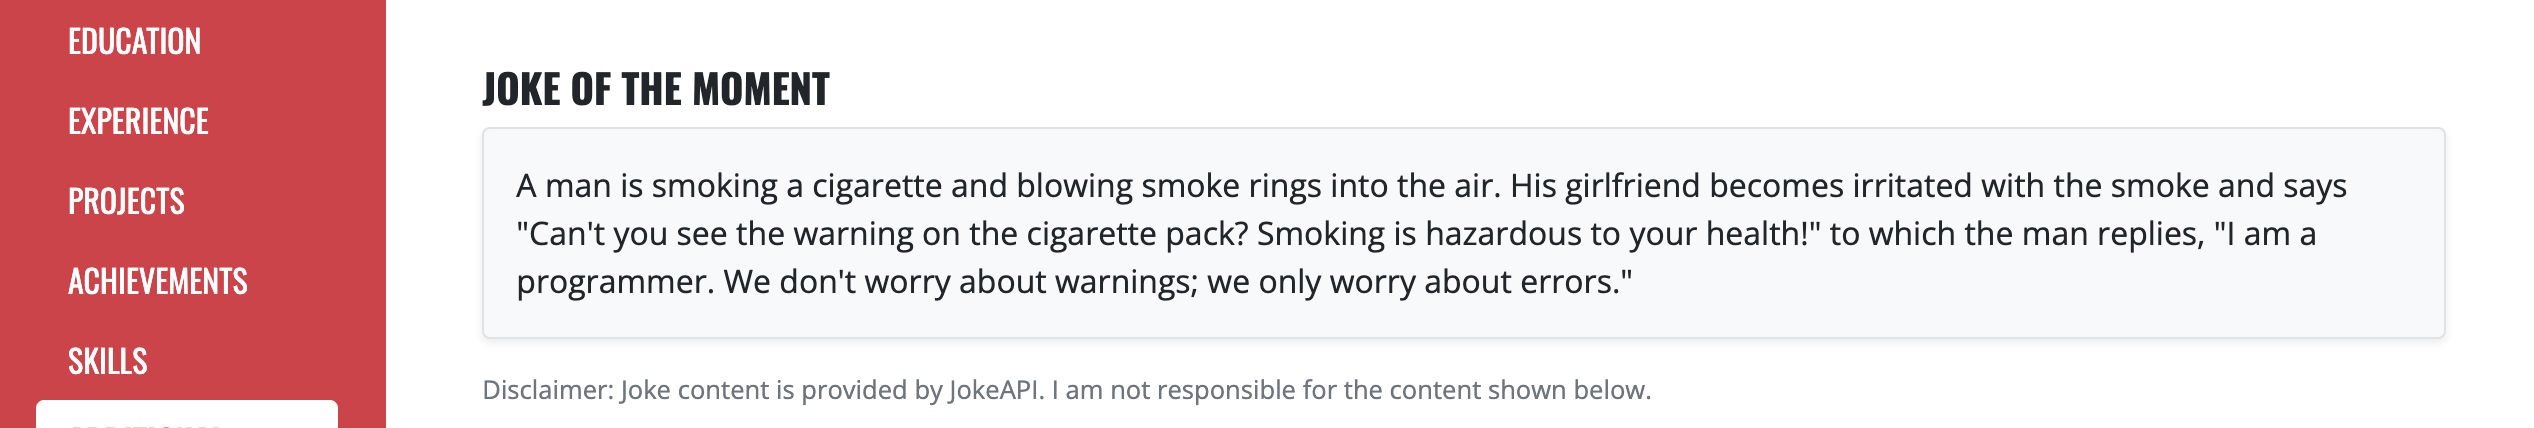 EDUCATION
EXPERIENCE
PROJECTS
ACHIEVEMENTS
SKILLS
JOKE OF THE MOMENT
A man is smoking a cigarette and blowing smoke rings into the air. His girlfriend becomes irritated with the smoke and says
"Can't you see the warning on the cigarette pack? Smoking is hazardous to your health!" to which the man replies, "I am a
programmer. We don't worry about warnings; we only worry about errors."
Disclaimer: Joke content is provided by JokeAPI. I am not responsible for the content shown below.